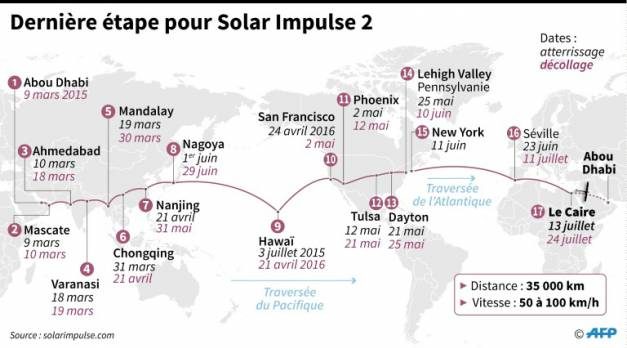 Dernière étape pour Solar Impulse 2
Dates :
atterrissage
décollage
1 Abou Dhabi
9 mars 2015
2 Mascate
9 mars
10 mars
3 Ahmedabad
10 mars
18 mars
4
Varanasi
18 mars
19 mars
5 Mandalay
19 mars
30 mars
6
Chongqing
31 mars
21 avril
7 Nanjing
21 avril
31 mai
8 Nagoya
1er juin
29 juin
9
Hawaï
3 juillet 2015
21 avril 2016
San Francisco
24 avril 2016
2 mai
10
11 Phoenix
2 mai
12 mai
12
Tulsa
12 mai
21 mai
13
Dayton
21 mai
25 mai
14 Lehigh Valley
Pennsylvanie
25 mai
10 juin
15 New York
11 juin
16 Séville
23 juin
11 juillet
17 Le Caire
13 juillet
24 juillet
Abou
Dhabi
Traversée
du Pacifique
Traversée
de l'Atlantique
Distance : 35 000 km
Vitesse : 50 à 100 km/h
Source : solarimpulse.com
© AFP